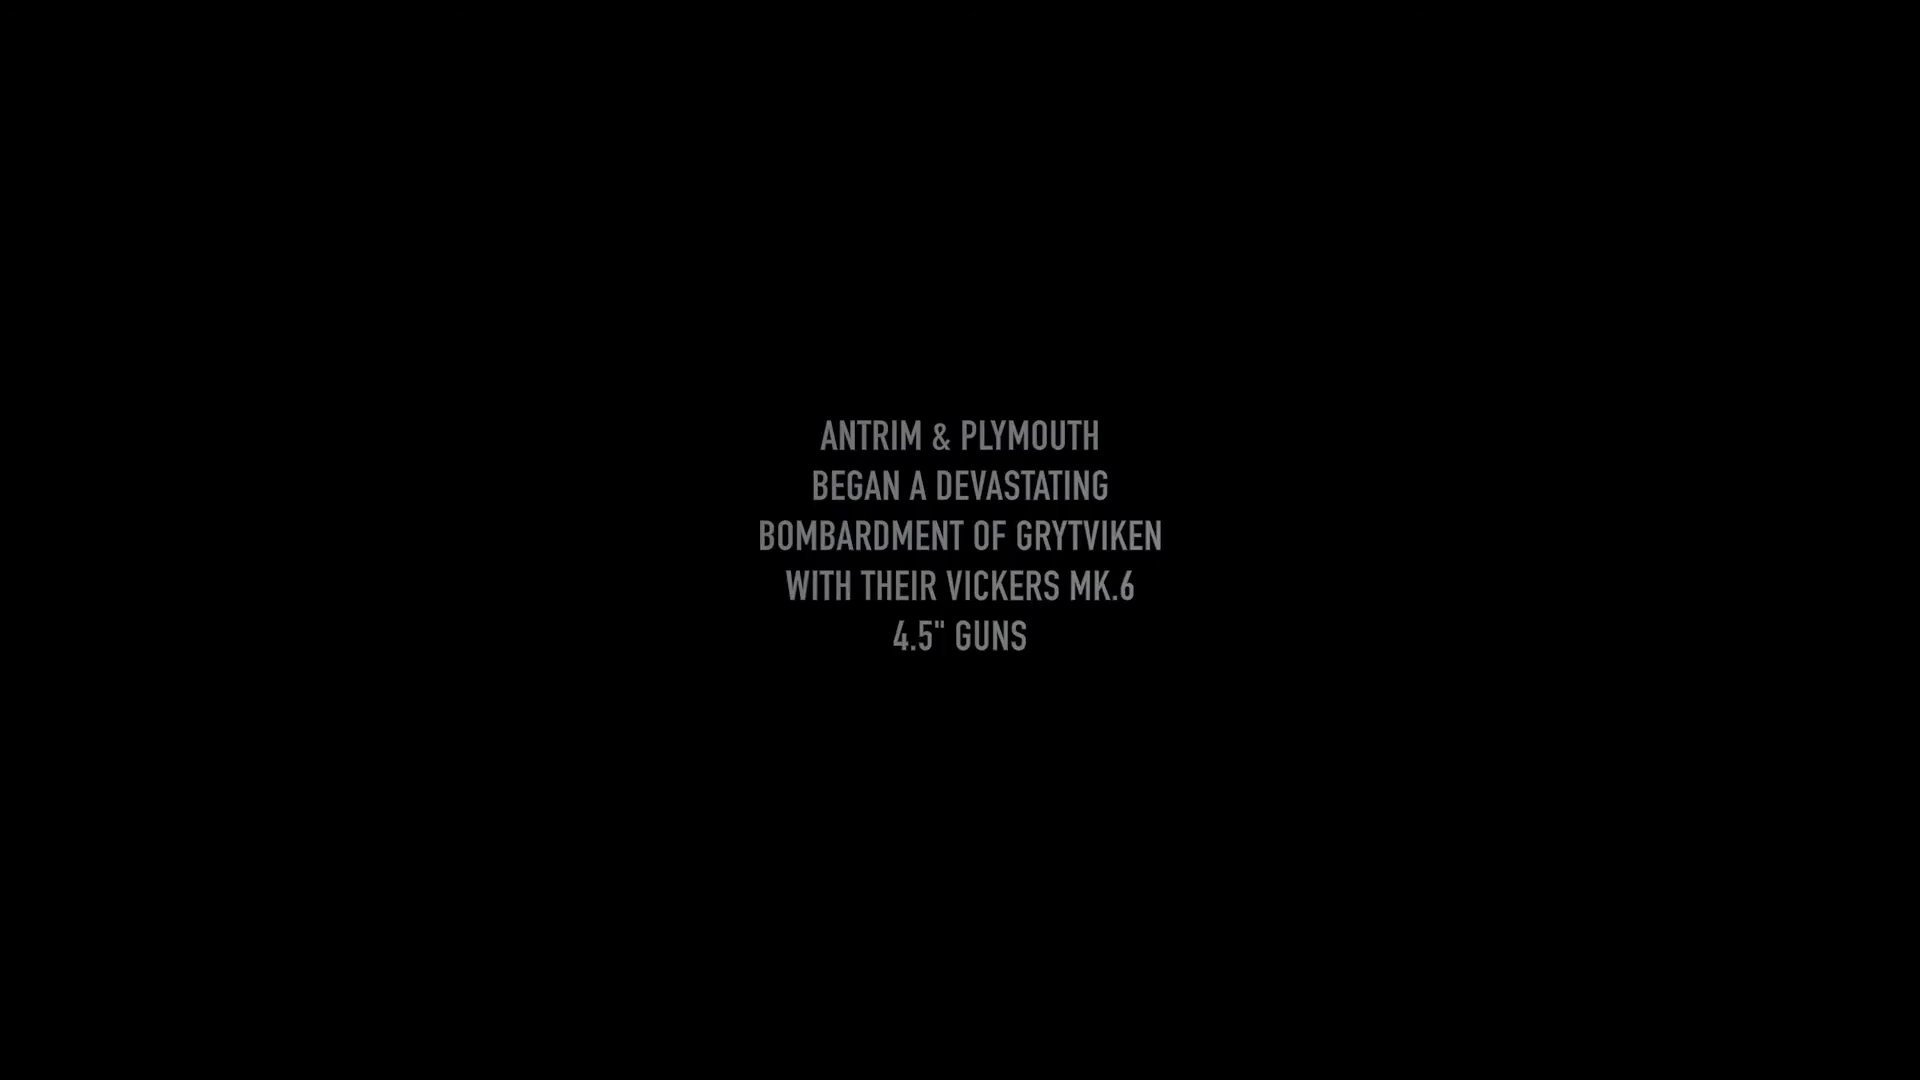 ANTRIM & PLYMOUTH
BEGAN A DEVASTATING
BOMBARDMENT OF GRYTVIKEN
WITH THEIR VICKERS MK.6
4.5" GUNS